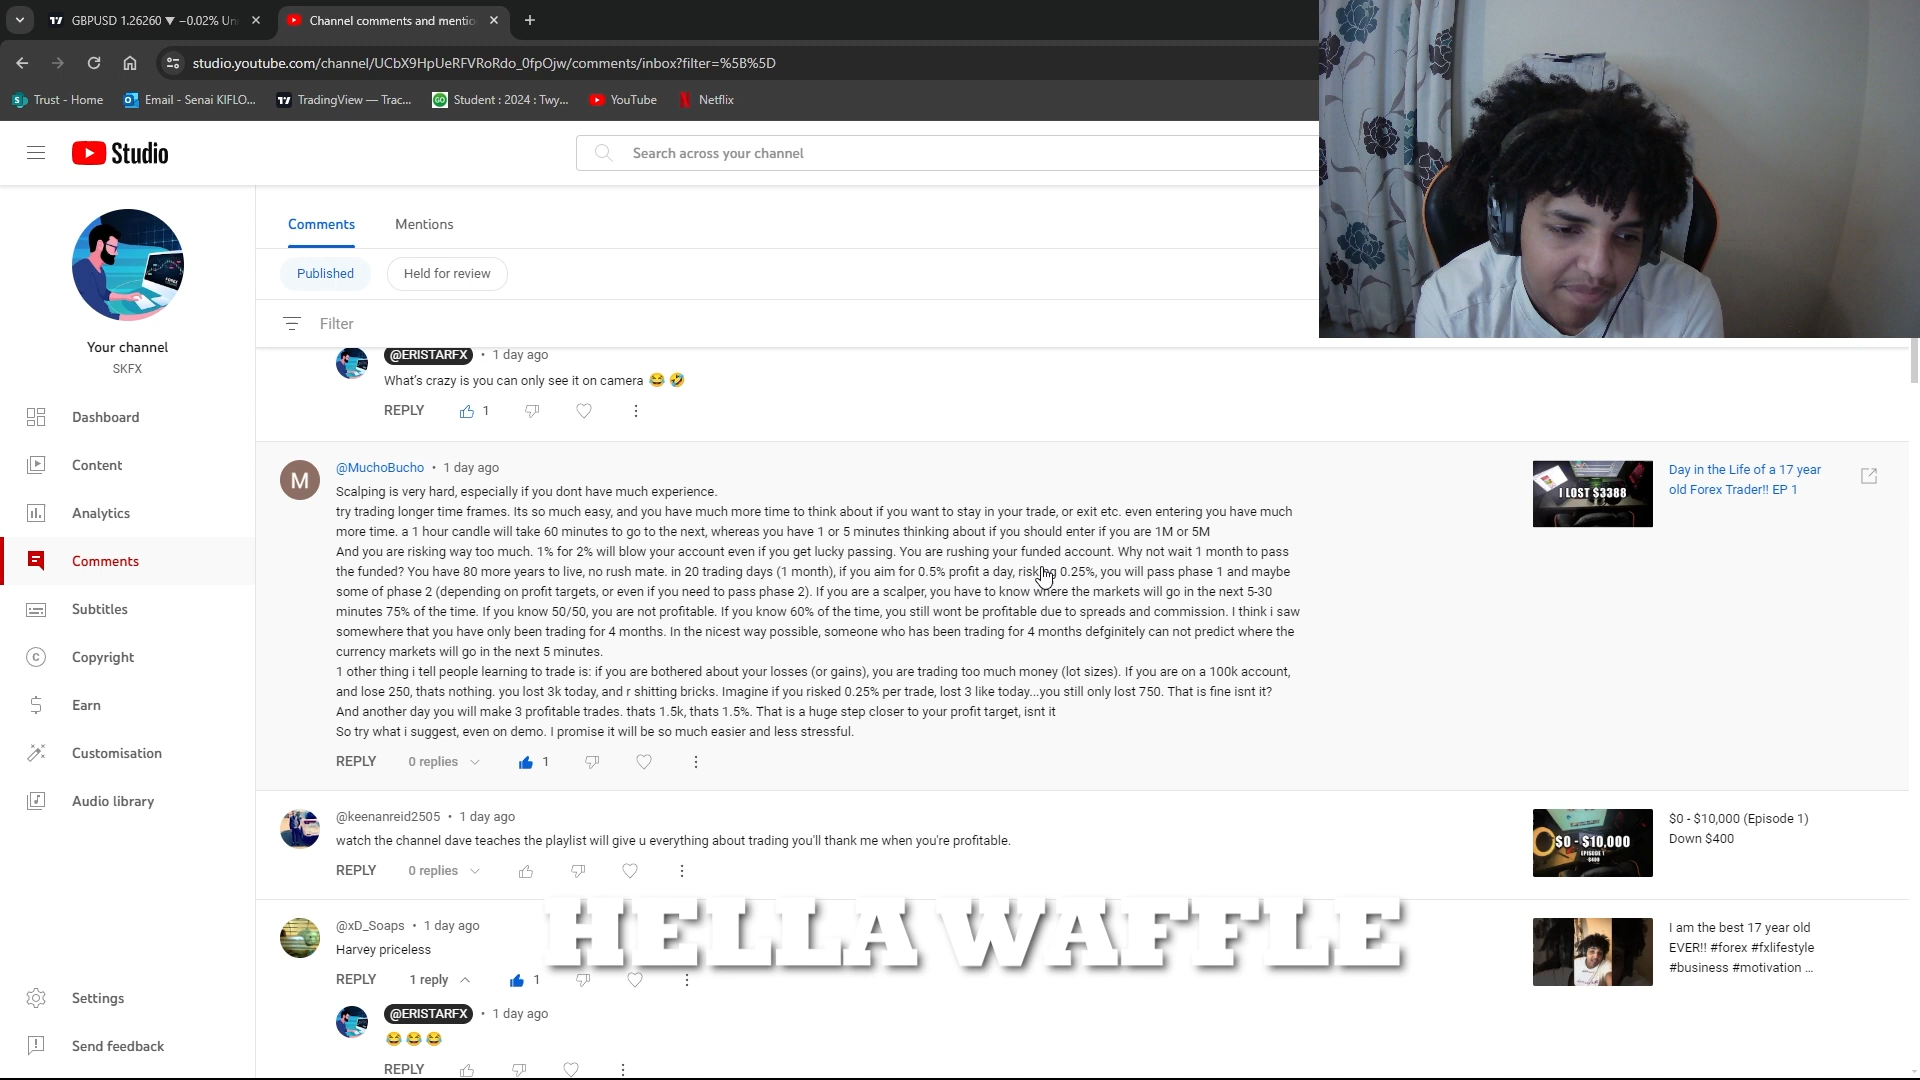 GBPUSD 1.26260 ▼ −0.02% Un
Channel comments and mentio
studio.youtube.com/channel/UCbX9HpUeRFVRoRdo_0fpOjw/comments/inbox?filter=%5B%5D
Trust - Home
Email - Senai KIFLO...
TradingView — Trac...
Student : 2024 : Twy...
YouTube
Netflix
Studio
Search across your channel
Your channel
SKFX
Dashboard
Content
Analytics
Comments
Subtitles
Copyright
Earn
Customisation
Audio library
Settings
Send feedback
Comments
Mentions
Published
Held for review
Filter
@ERISTARFX • 1 day ago
What's crazy is you can only see it on camera 😂 🤣
REPLY 1
@MuchoBucho • 1 day ago
Scalping is very hard, especially if you dont have much experience.
try trading longer time frames. Its so much easy, and you have much more time to think about if you want to stay in your trade, or exit etc. even entering you have much
more time. a 1 hour candle will take 60 minutes to go to the next, whereas you have 1 or 5 minutes thinking about if you should enter if you are 1M or 5M
And you are risking way too much. 1% for 2% will blow your account even if you get lucky passing. You are rushing your funded account. Why not wait 1 month to pass
the funded? You have 80 more years to live, no rush mate. in 20 trading days (1 month), if you aim for 0.5% profit a day, risking 0.25%, you will pass phase 1 and maybe
some of phase 2 (depending on profit targets, or even if you need to pass phase 2). If you are a scalper, you have to know where the markets will go in the next 5-30
minutes 75% of the time. If you know 50/50, you are not profitable. If you know 60% of the time, you still wont be profitable due to spreads and commission. I think i saw
somewhere that you have only been trading for 4 months. In the nicest way possible, someone who has been trading for 4 months defginitely can not predict where the
currency markets will go in the next 5 minutes.
1 other thing i tell people learning to trade is: if you are bothered about your losses (or gains), you are trading too much money (lot sizes). If you are on a 100k account,
and lose 250, thats nothing. you lost 3k today, and r shitting bricks. Imagine if you risked 0.25% per trade, lost 3 like today...you still only lost 750. That is fine isnt it?
And another day you will make 3 profitable trades. thats 1.5k, thats 1.5%. That is a huge step closer to your profit target, isnt it
So try what i suggest, even on demo. I promise it will be so much easier and less stressful.
REPLY 0 replies 1
I LOST $3388
Day in the Life of a 17 year
old Forex Trader!! EP 1
@keenanreid2505 • 1 day ago
watch the channel dave teaches the playlist will give u everything about trading you'll thank me when you're profitable.
REPLY 0 replies
$0 - $10,000
EPISODE 1
-$400
$0 - $10,000 (Episode 1)
Down $400
@xD_Soaps • 1 day ago
Harvey priceless
REPLY 1 reply 1
I am the best 17 year old
EVER!! #forex #fxlifestyle
#business #motivation ...
HELLA WAFFLE
@ERISTARFX • 1 day ago
😂 😂 😂
REPLY